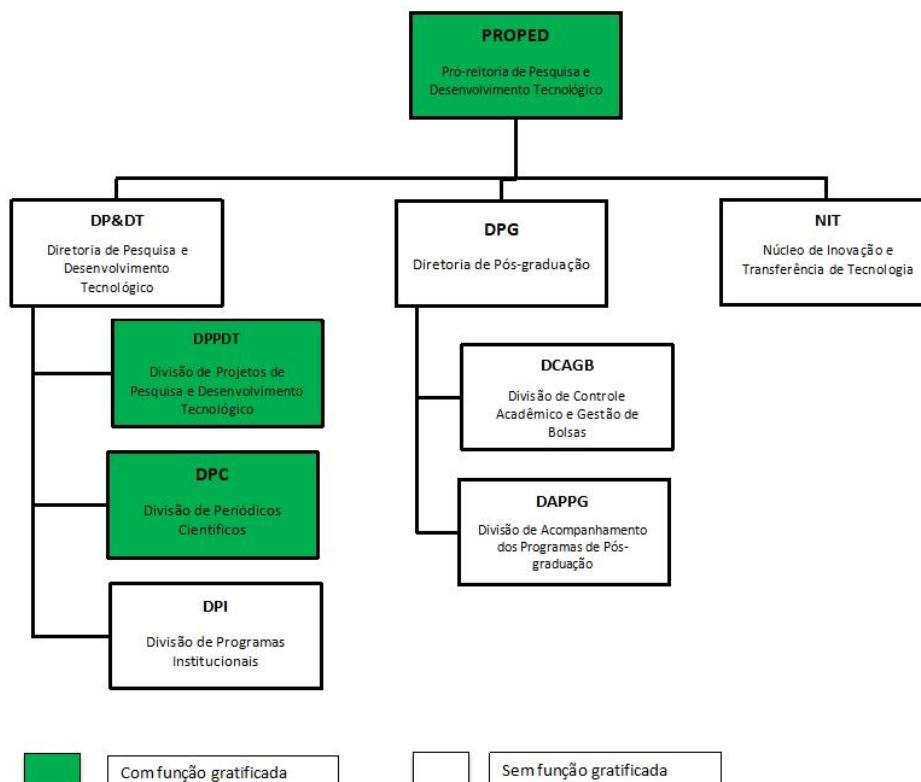 PROPED
Pró-reitoria de Pesquisa e
Desenvolvimento Tecnológico
DP&DT
Diretoria de Pesquisa e
Desenvolvimento
Tecnológico
DPG
Diretoria de Pós-graduação
NIT
Núcleo de Inovação e
Transferência de Tecnologia
DPPDT
Divisão de Projetos de
Pesquisa e Desenvolvimento
Tecnológico
DPC
Divisão de Periódicos
Científicos
DPI
Divisão de Programas
Institucionais
DCAGB
Divisão de Controle
Acadêmico e Gestão de
Bolsas
DAPPG
Divisão de Acompanhamento
dos Programas de Pós-
graduação
Com função gratificada
Sem função gratificada